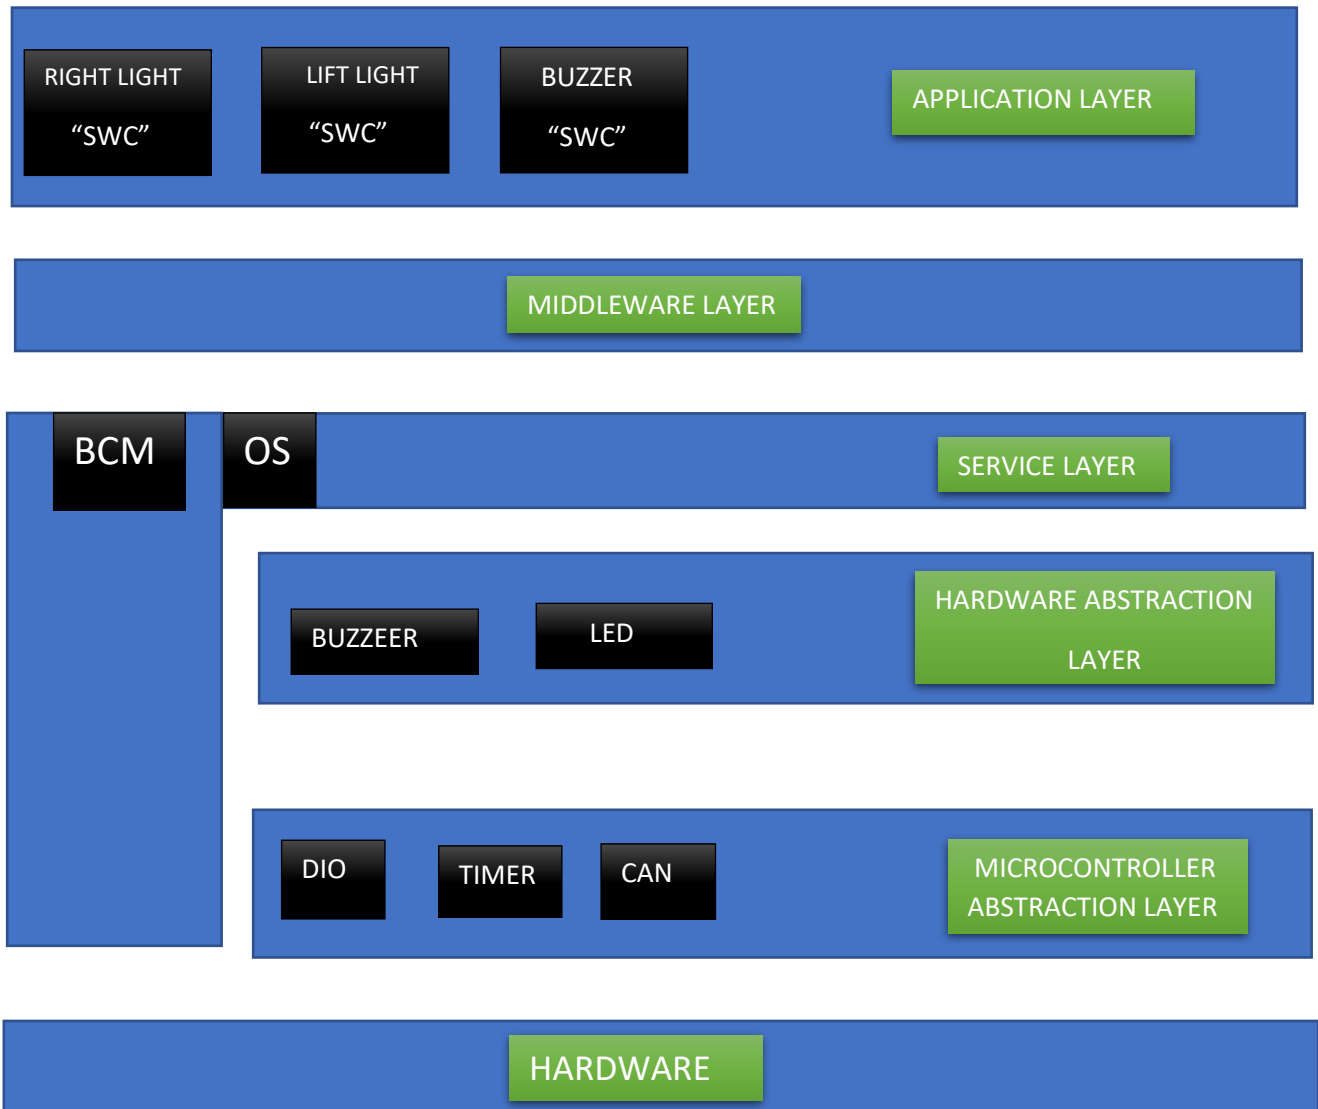 RIGHT LIGHT
“SWC”
LIFT LIGHT
“SWC”
BUZZER
“SWC”
APPLICATION LAYER
MIDDLEWARE LAYER
BCM
OS
SERVICE LAYER
BUZZEER
LED
HARDWARE ABSTRACTION
LAYER
DIO
TIMER
CAN
MICROCONTROLLER
ABSTRACTION LAYER
HARDWARE